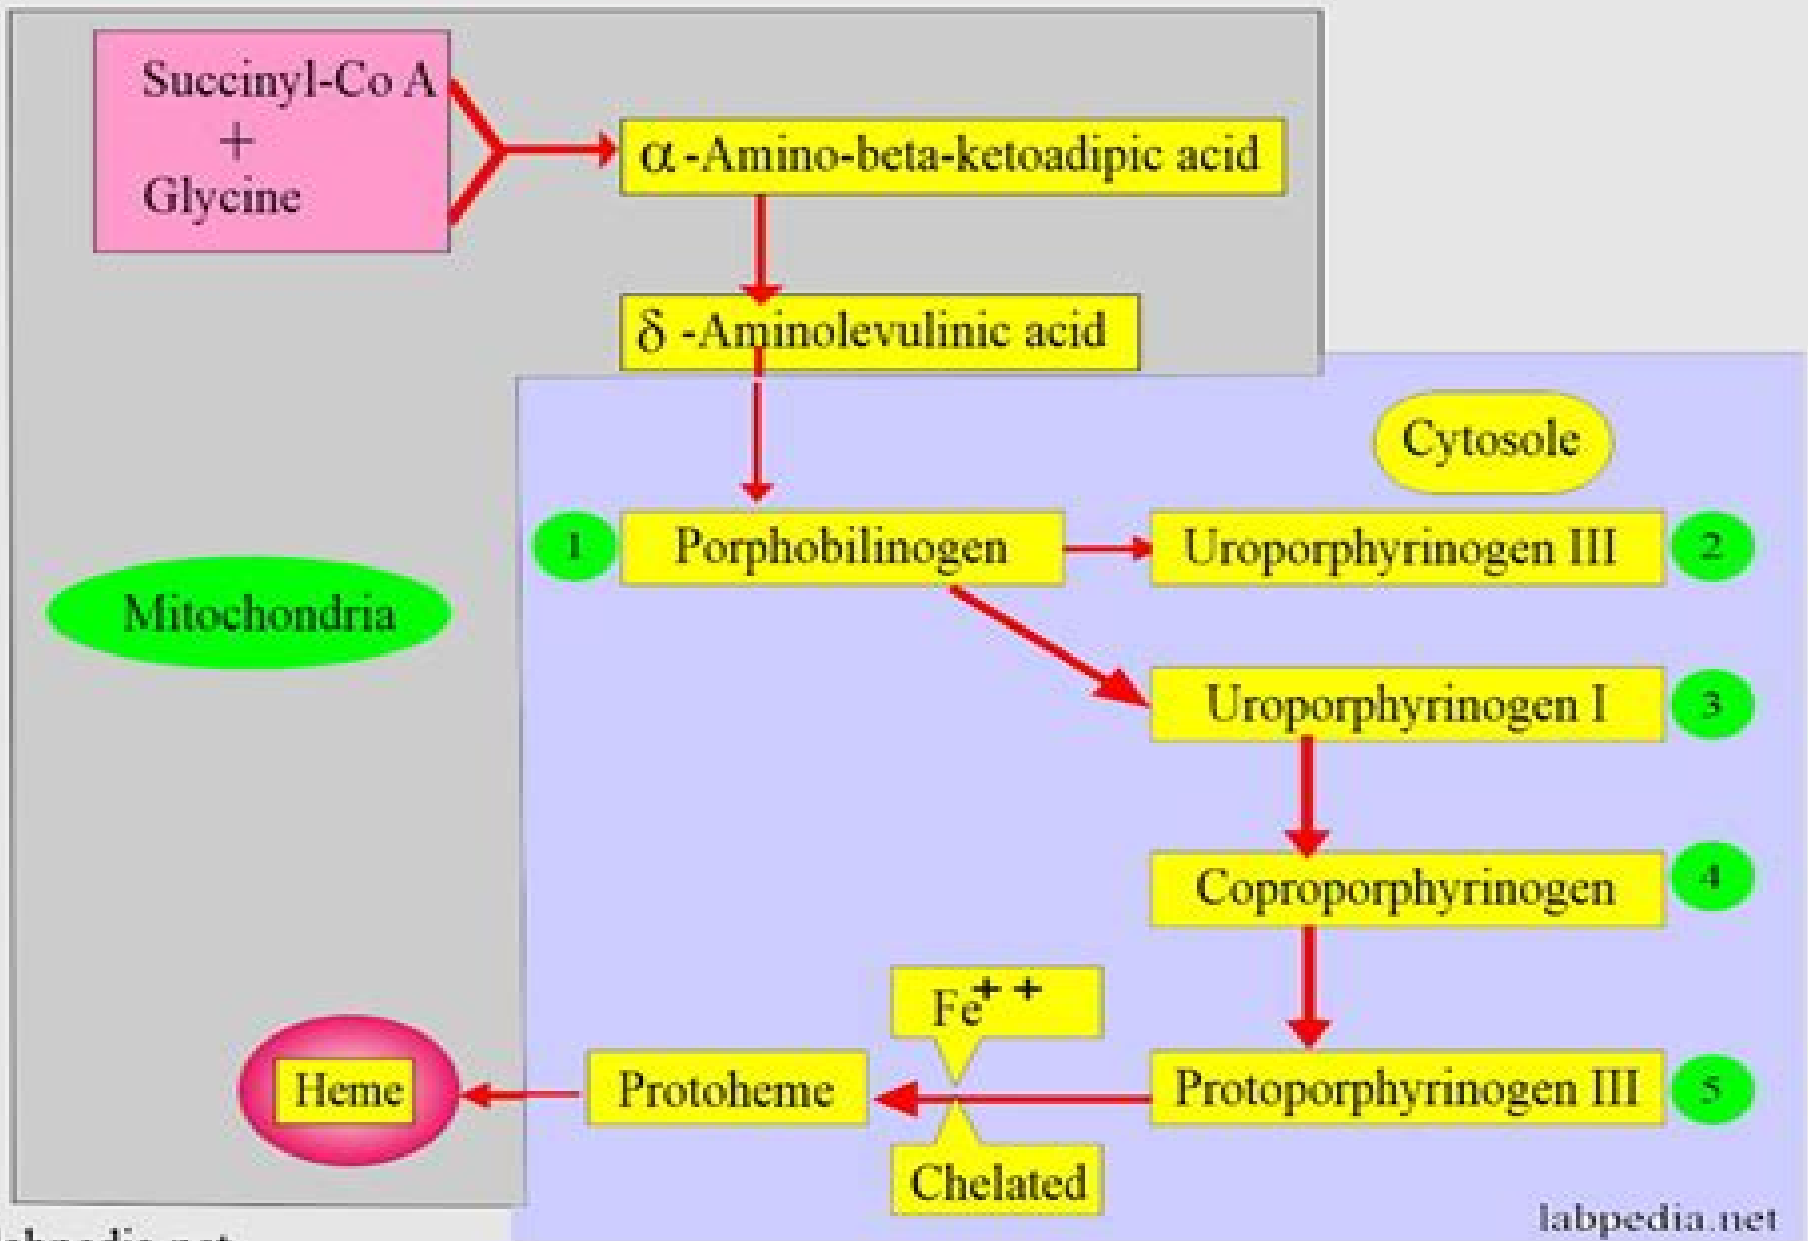 Succinyl-Co A
+
Glycine
α -Amino-beta-ketoadipic acid
δ -Aminolevulinic acid
Cytosole
1
Porphobilinogen
Uroporphyrinogen III
2
Mitochondria
Uroporphyrinogen I
3
Coproporphyrinogen
4
Fe++
Heme
Protoheme
Protoporphyrinogen III
5
Chelated
labpedia.net